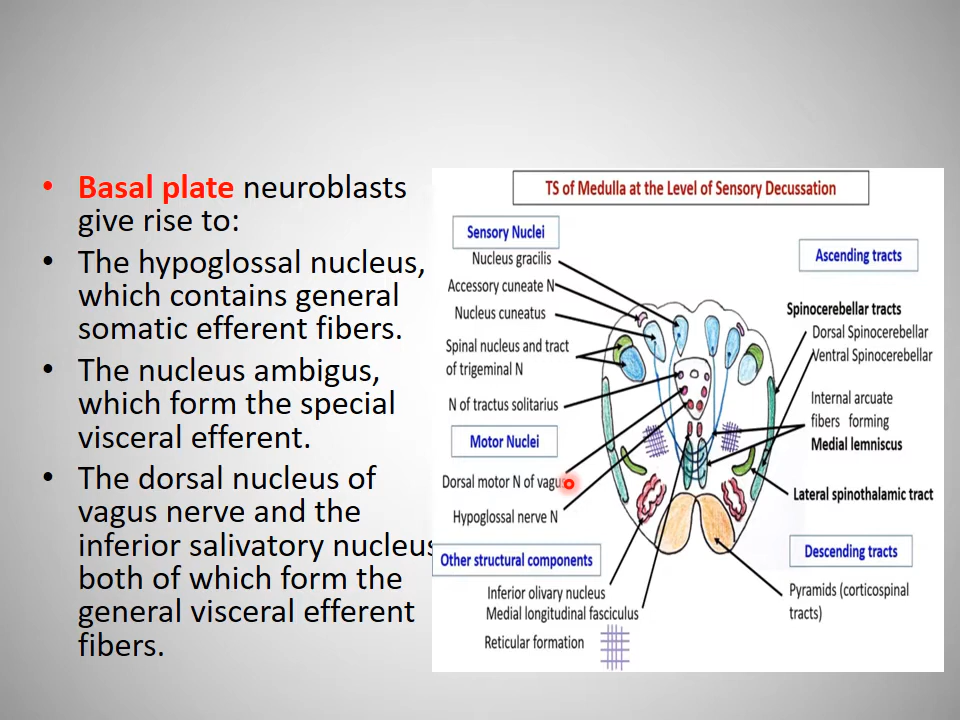 • Basal plate neuroblasts
give rise to:
• The hypoglossal nucleus,
which contains general
somatic efferent fibers.
• The nucleus ambigus,
which form the special
visceral efferent.
• The dorsal nucleus of
vagus nerve and the
inferior salivatory nucleus
both of which form the
general visceral efferent
fibers.
TS of Medulla at the Level of Sensory Decussation
Sensory Nuclei
Nucleus gracilis
Accessory cuneate N
Nucleus cuneatus
Spinal nucleus and tract
of trigeminal N
N of tractus solitarius
Motor Nuclei
Dorsal motor N of vagus
Hypoglossal nerve N
Other structural components
Inferior olivary nucleus
Medial longitudinal fasciculus
Reticular formation
Ascending tracts
Spinocerebellar tracts
Dorsal Spinocerebellar
Ventral Spinocerebellar
Internal arcuate
fibers forming
Medial lemniscus
Lateral spinothalamic tract
Descending tracts
Pyramids (corticospinal
tracts)